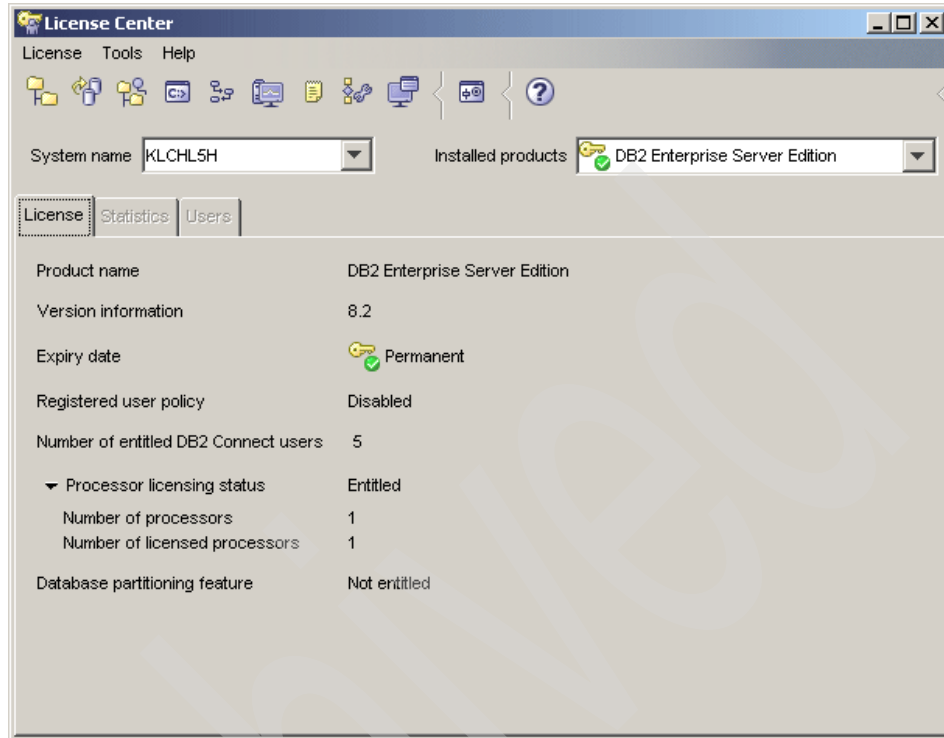 License Center
License Tools Help
System name KLCHL5H Installed products DB2 Enterprise Server Edition
License Statistics Users
Product name DB2 Enterprise Server Edition
Version information 8.2
Expiry date Permanent
Registered user policy Disabled
Number of entitled DB2 Connect users 5
Processor licensing status Entitled
Number of processors 1
Number of licensed processors 1
Database partitioning feature Not entitled